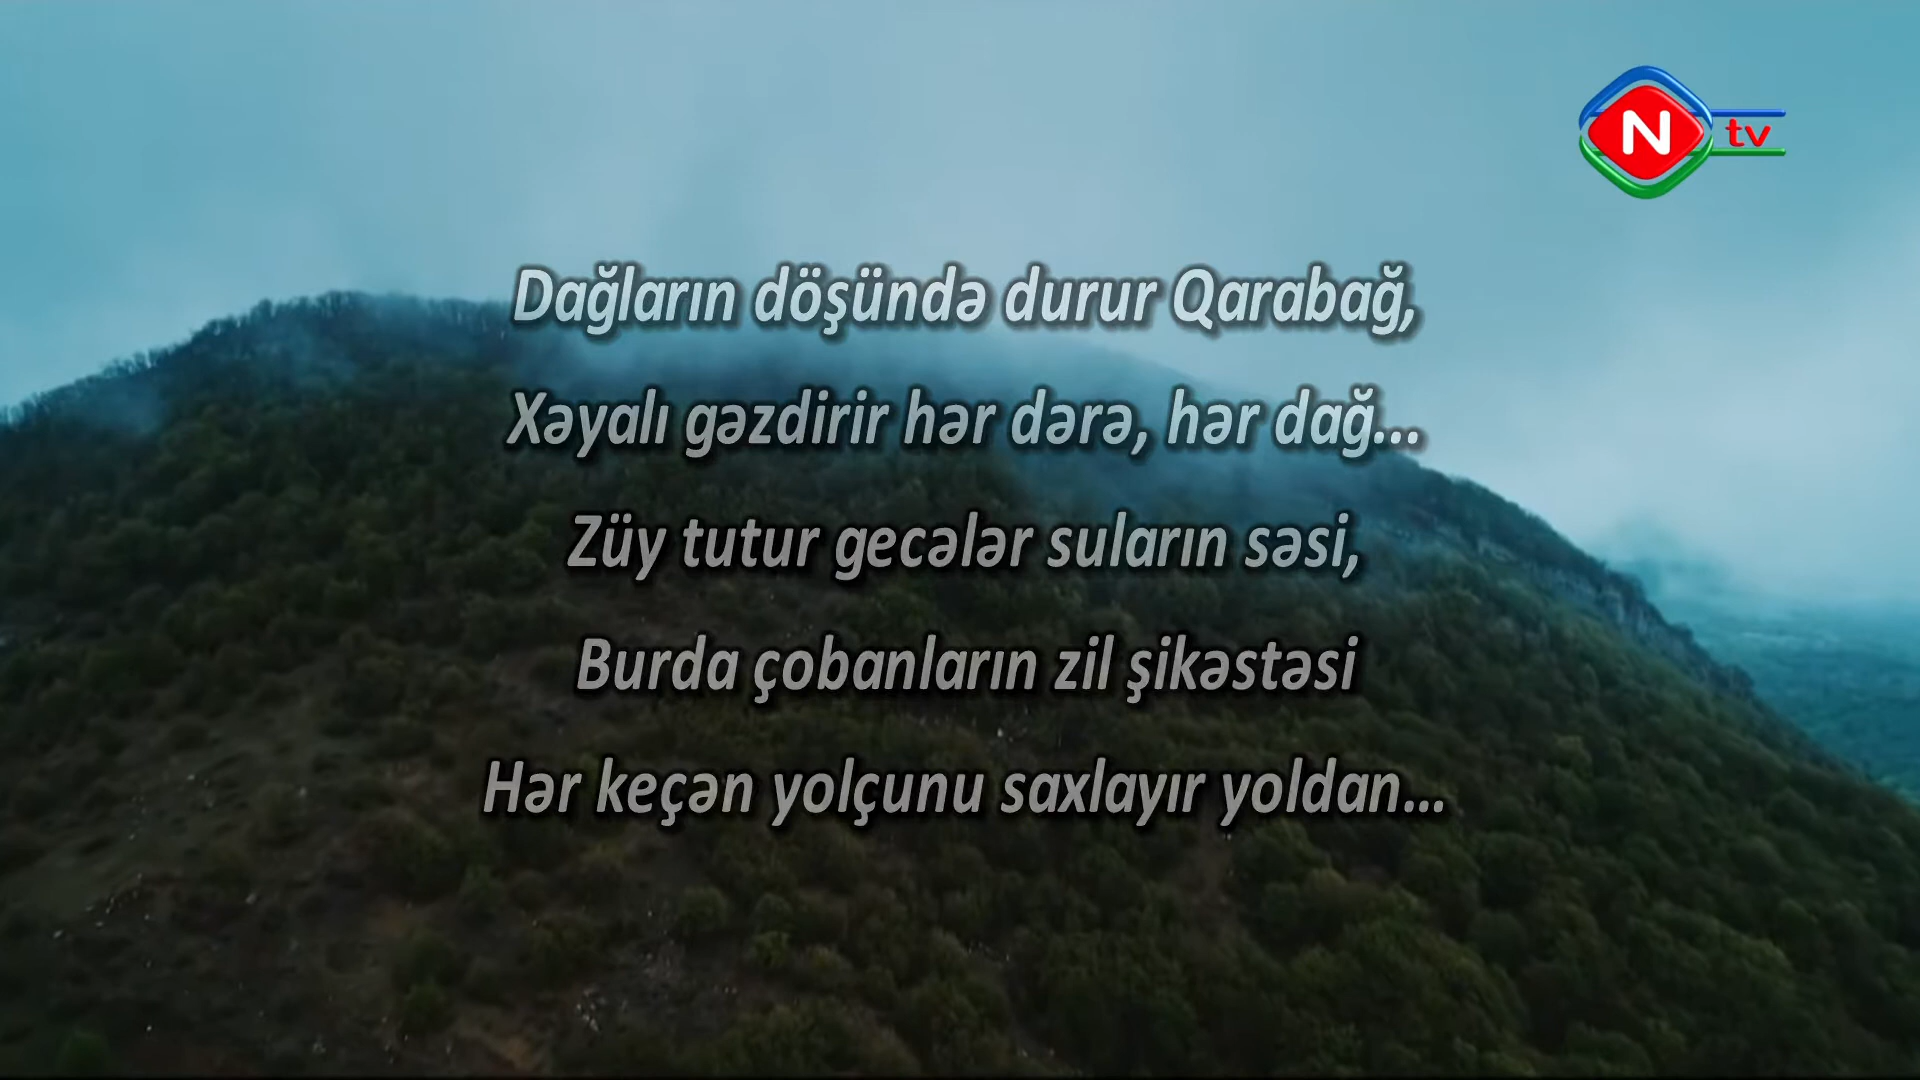 N tv
Dağların döşündə durur Qarabağ,
Xəyalı gəzdirir hər dərə, hər dağ...
Züy tutur gecələr suların səsi,
Burda çobanların zil şikəstəsi
Hər keçən yolçunu saxlayır yoldan...